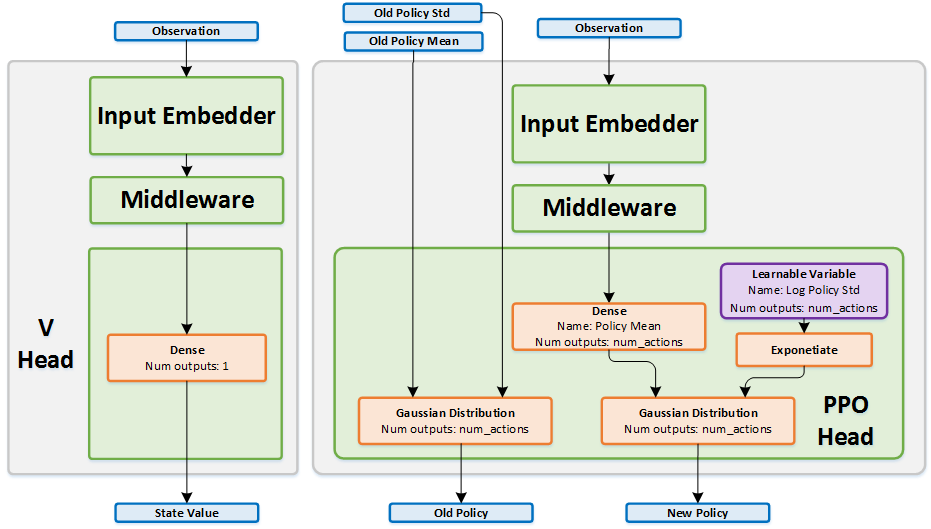 Observation
Input Embedder
Middleware
V
Head
Dense
Num outputs: 1
State Value
Old Policy Std
Old Policy Mean
Observation
Input Embedder
Middleware
Learnable Variable
Name: Log Policy Std
Num outputs: num_actions
Dense
Name: Policy Mean
Num outputs: num_actions
Exponetiate
Gaussian Distribution
Num outputs: num_actions
Gaussian Distribution
Num outputs: num_actions
PPO
Head
Old Policy
New Policy